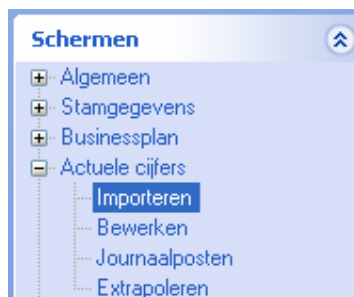 Schermen
Algemeen
Stamgegevens
Businessplan
Actuele cijfers
Importeren
Bewerken
Journaalposten
Extrapoleren